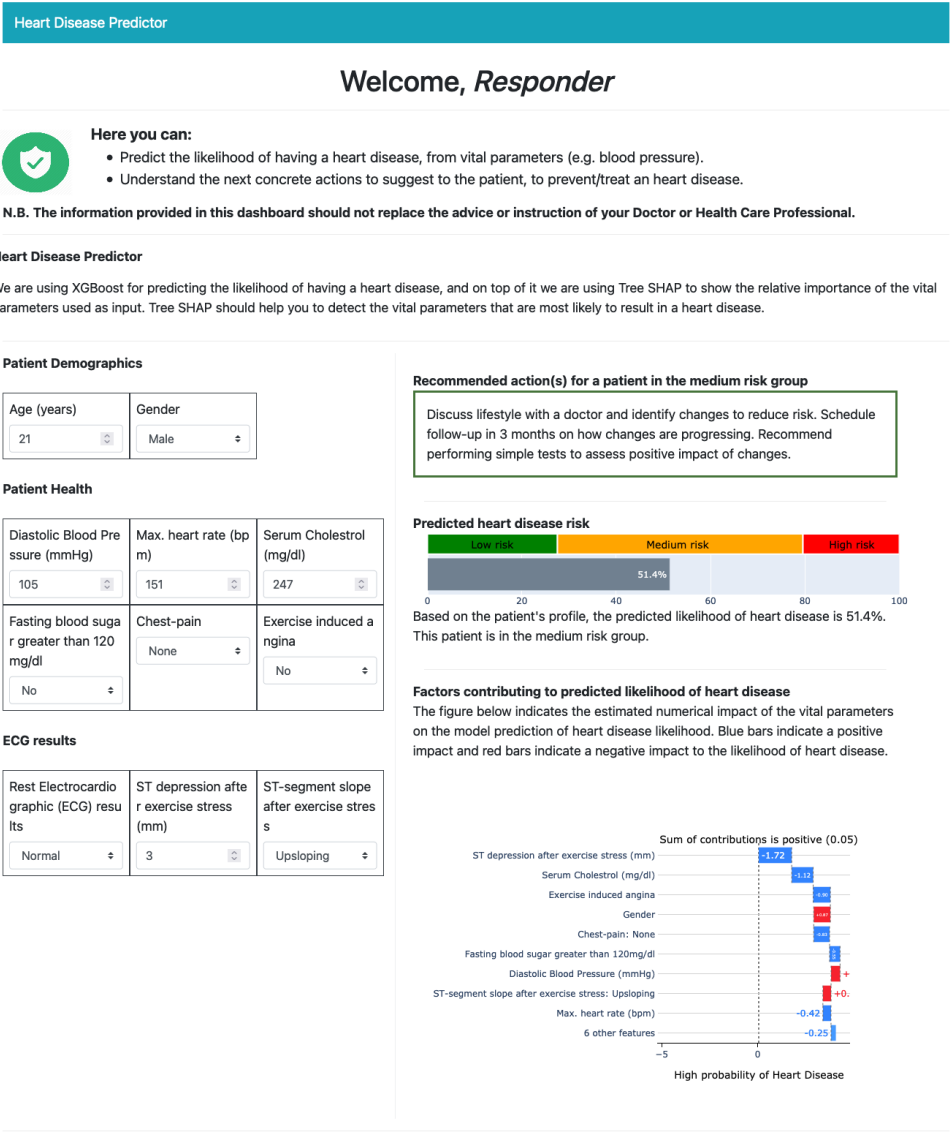 Heart Disease Predictor
Welcome, Responder
Here you can:
Predict the likelihood of having a heart disease, from vital parameters (e.g. blood pressure).
Understand the next concrete actions to suggest to the patient, to prevent/treat an heart disease.
N.B. The information provided in this dashboard should not replace the advice or instruction of your Doctor or Health Care Professional.
eart Disease Predictor
e are using XGBoost for predicting the likelihood of having a heart disease, and on top of it we are using Tree SHAP to show the relative importance of the vital
arameters used as input. Tree SHAP should help you to detect the vital parameters that are most likely to result in a heart disease.
Patient Demographics
Age (years)
21
Gender
Male
Patient Health
Diastolic Blood Pre
ssure (mmHg)
105
Max. heart rate (bp
m)
151
Serum Cholestrol
(mg/dl)
247
Fasting blood suga
r greater than 120
mg/dl
No
Chest-pain
None
Exercise induced a
ngina
No
ECG results
Rest Electrocardio
graphic (ECG) resu
lts
Normal
ST depression afte
r exercise stress
(mm)
3
ST-segment slope
after exercise stres
s
Upsloping
Recommended action(s) for a patient in the medium risk group
Discuss lifestyle with a doctor and identify changes to reduce risk. Schedule
follow-up in 3 months on how changes are progressing. Recommend
performing simple tests to assess positive impact of changes.
Predicted heart disease risk
Low risk Medium risk High risk
51.4%
0 20 40 60 80 100
Based on the patient's profile, the predicted likelihood of heart disease is 51.4%.
This patient is in the medium risk group.
Factors contributing to predicted likelihood of heart disease
The figure below indicates the estimated numerical impact of the vital parameters
on the model prediction of heart disease likelihood. Blue bars indicate a positive
impact and red bars indicate a negative impact to the likelihood of heart disease.
Sum of contributions is positive (0.05)
ST depression after exercise stress (mm) -1.72
Serum Cholestrol (mg/dl) -1.12
Exercise induced angina
Gender
Chest-pain: None
Fasting blood sugar greater than 120mg/dl
Diastolic Blood Pressure (mmHg) +
ST-segment slope after exercise stress: Upsloping +0.
Max. heart rate (bpm) -0.42
6 other features -0.25
−5 0
High probability of Heart Disease